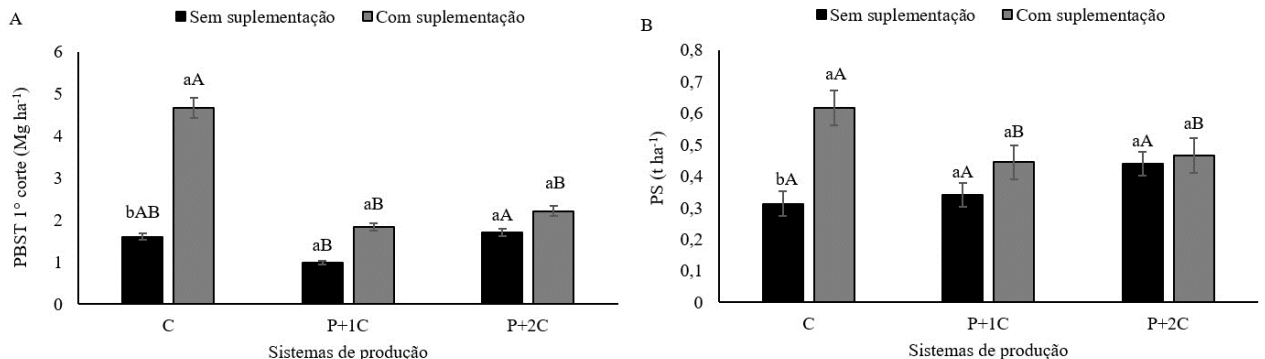 A
Sem suplementação Com suplementação
PBST 1° corte (Mg ha⁻¹)
6
5
4
3
2
1
0
bAB
aA
aB
aB
aA
aB
C P+1C P+2C
Sistemas de produção
B
Sem suplementação Com suplementação
PS (t ha⁻¹)
0,8
0,7
0,6
0,5
0,4
0,3
0,2
0,1
0
bA
aA
aA
aB
aA
aB
C P+1C P+2C
Sistemas de produção